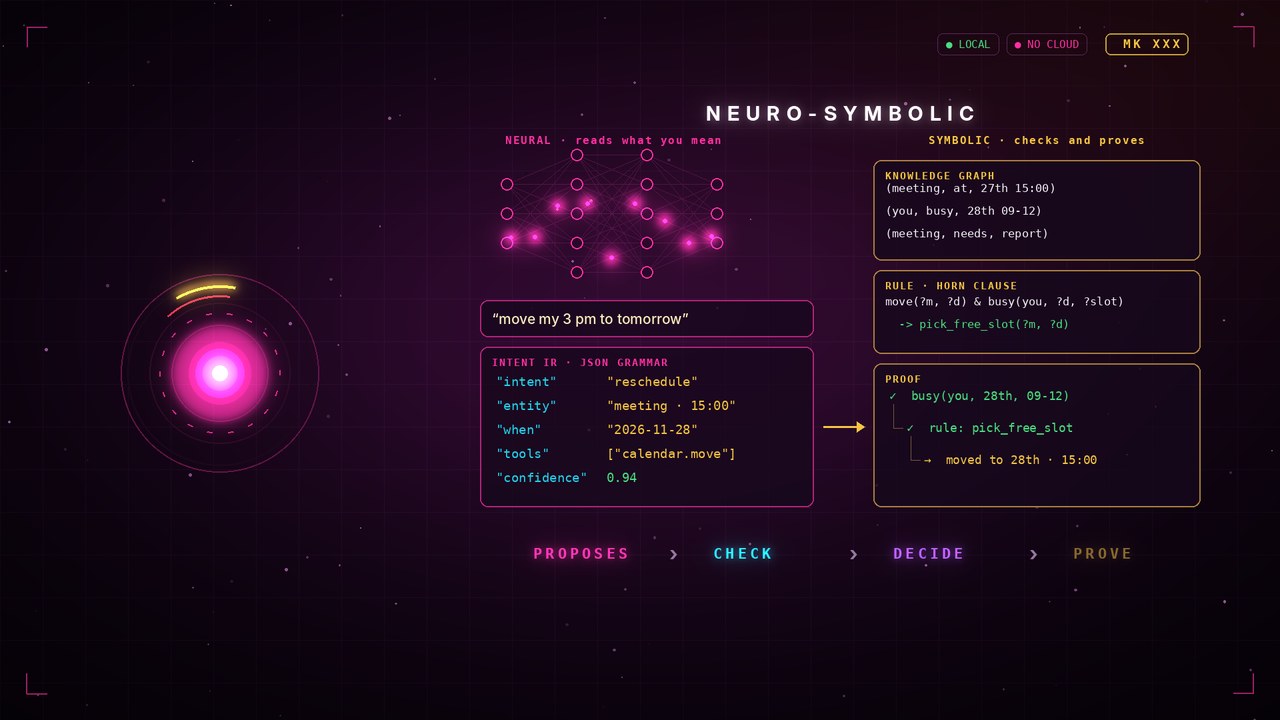 LOCAL
NO CLOUD
MK XXX
NEURO-SYMBOLIC
NEURAL · reads what you mean
SYMBOLIC · checks and proves
“move my 3 pm to tomorrow”
INTENT IR · JSON GRAMMAR
"intent" "reschedule"
"entity" "meeting · 15:00"
"when" "2026-11-28"
"tools" ["calendar.move"]
"confidence" 0.94
KNOWLEDGE GRAPH
(meeting, at, 27th 15:00)
(you, busy, 28th 09-12)
(meeting, needs, report)
RULE · HORN CLAUSE
move(?m, ?d) & busy(you, ?d, ?slot)
-> pick_free_slot(?m, ?d)
PROOF
✓ busy(you, 28th, 09-12)
✓ rule: pick_free_slot
→ moved to 28th · 15:00
PROPOSES › CHECK › DECIDE › PROVE